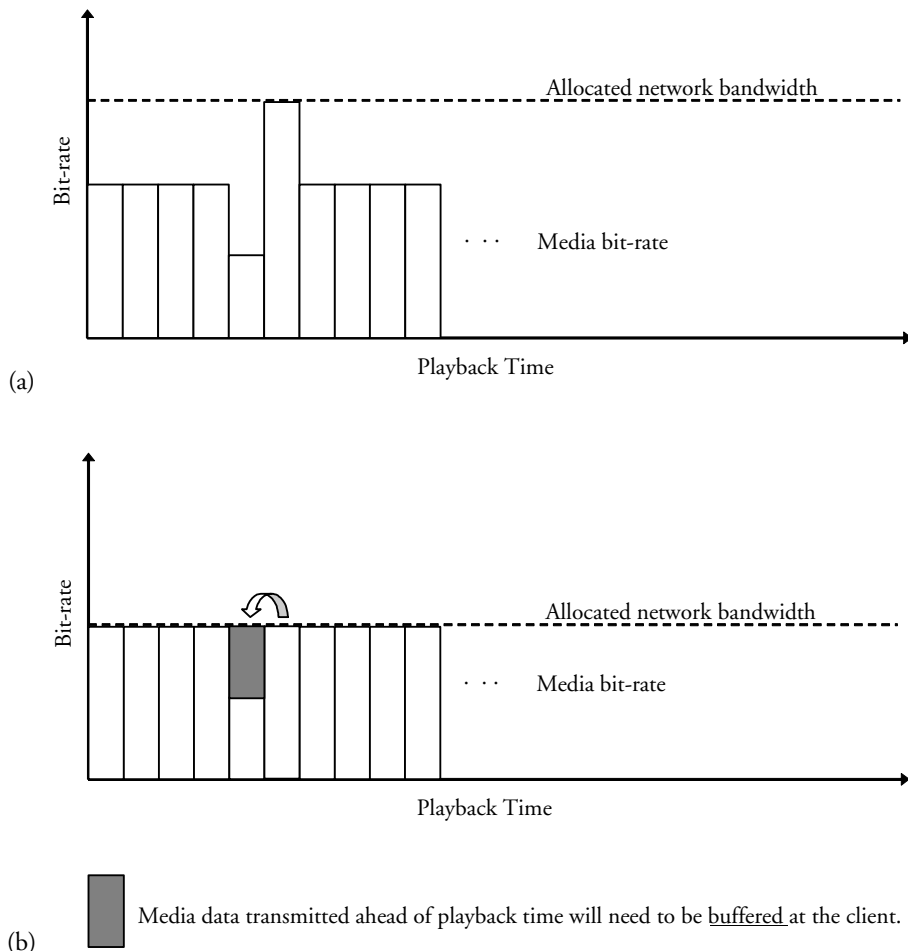 Allocated network bandwidth
Bit-rate
· · · Media bit-rate
Playback Time
(a)
Allocated network bandwidth
Bit-rate
· · · Media bit-rate
Playback Time
Media data transmitted ahead of playback time will need to be buffered at the client.
(b)